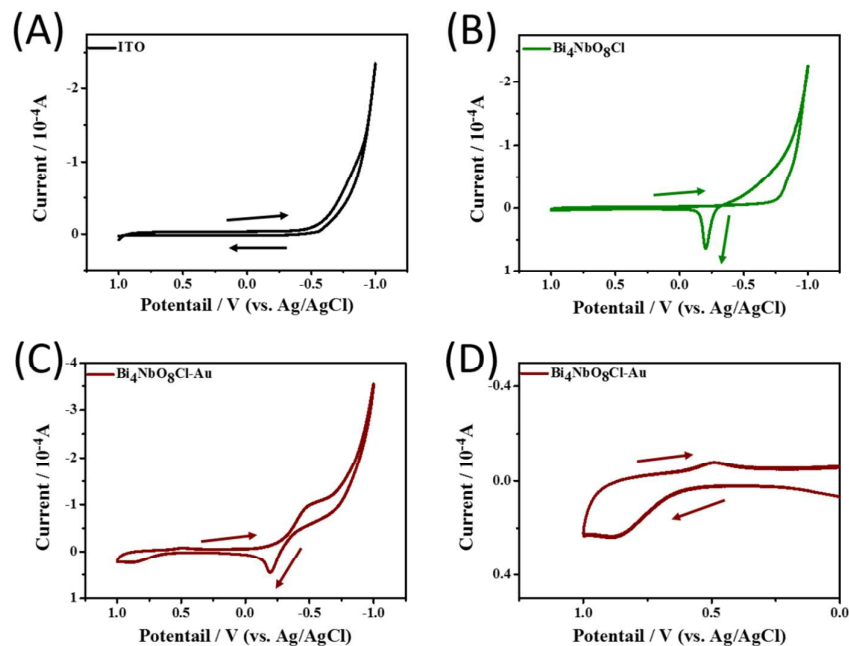 (A)
ITO
-2
-1
0
Current / 10⁻⁴A
1.0 0.5 0.0 -0.5 -1.0
Potentail / V (vs. Ag/AgCl)
(B)
Bi₄NbO₈Cl
-2
-1
0
1
Current / 10⁻⁴A
1.0 0.5 0.0 -0.5 -1.0
Potentail / V (vs. Ag/AgCl)
(C)
Bi₄NbO₈Cl-Au
-4
-3
-2
-1
0
1
Current / 10⁻⁴A
1.0 0.5 0.0 -0.5 -1.0
Potentail / V (vs. Ag/AgCl)
(D)
Bi₄NbO₈Cl-Au
-0.4
0.0
0.4
Current / 10⁻⁴A
1.0 0.5 0.0
Potentail / V (vs. Ag/AgCl)